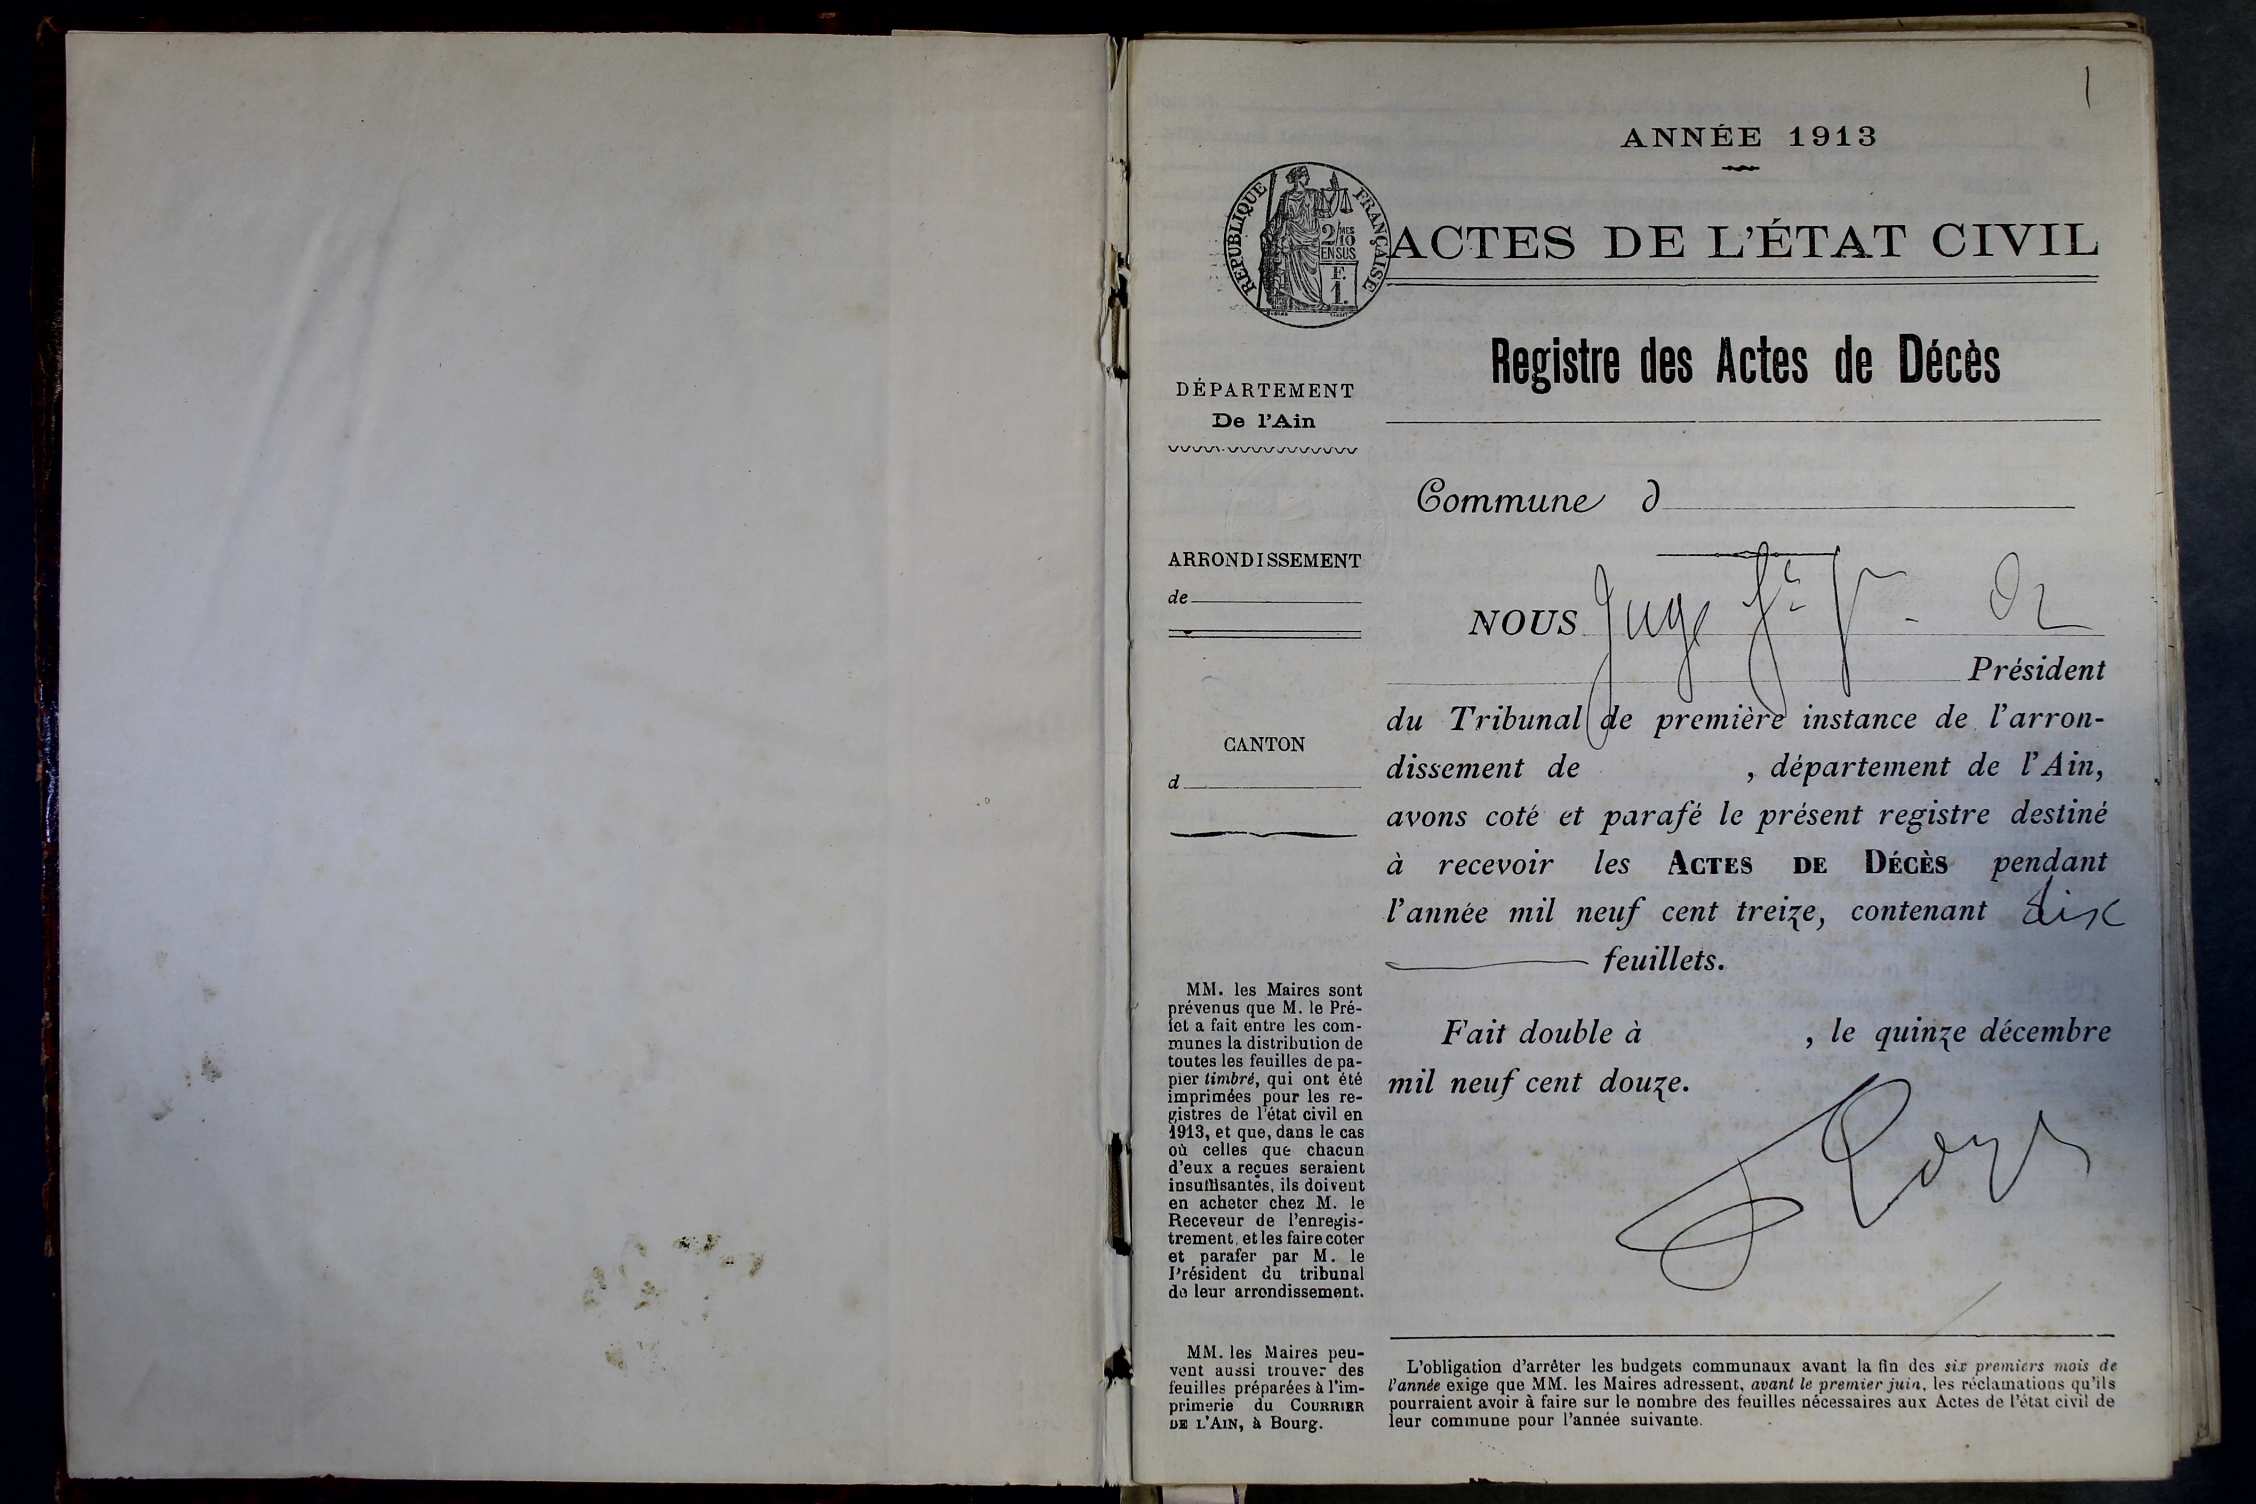 1
ANNÉE 1913
RÉPUBLIQUE FRANÇAISE
2/10 MES
EN SUS
F.
1.
ACTES DE L'ÉTAT CIVIL
Registre des Actes de Décès
DÉPARTEMENT
De l'Ain
ARRONDISSEMENT
de
CANTON
d
MM. les Maires sont
prévenus que M. le Pré-
fet a fait entre les com-
munes la distribution de
toutes les feuilles de pa-
pier timbré, qui ont été
imprimées pour les re-
gistres de l'état civil en
1913, et que, dans le cas
où celles que chacun
d'eux a reçues seraient
insuffisantes, ils doivent
en acheter chez M. le
Receveur de l'enregis-
trement, et les faire coter
et parafer par M. le
Président du tribunal
de leur arrondissement.
MM. les Maires peu-
vent aussi trouver des
feuilles préparées à l'im-
primerie du COURRIER
DE L'AIN, à Bourg.
Commune d
NOUS Juge
Président
du Tribunal de première instance de l'arron-
dissement de , département de l'Ain,
avons coté et parafé le présent registre destiné
à recevoir les ACTES DE DÉCÈS pendant
l'année mil neuf cent treize, contenant dix
feuillets.
Fait double à , le quinze décembre
mil neuf cent douze.
L'obligation d'arrêter les budgets communaux avant la fin des six premiers mois de
l'année exige que MM. les Maires adressent, avant le premier juin, les réclamations qu'ils
pourraient avoir à faire sur le nombre des feuilles nécessaires aux Actes de l'état civil de
leur commune pour l'année suivante.